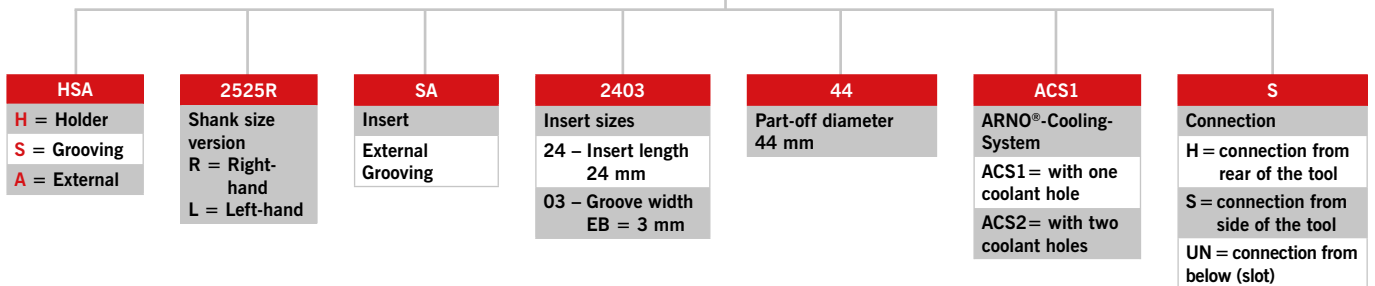 HSA
H = Holder
S = Grooving
A = External
2525R
Shank size
version
R = Right-
hand
L = Left-hand
SA
Insert
External
Grooving
2403
Insert sizes
24 – Insert length
24 mm
03 – Groove width
EB = 3 mm
44
Part-off diameter
44 mm
ACS1
ARNO®-Cooling-
System
ACS1= with one
coolant hole
ACS2= with two
coolant holes
S
Connection
H = connection from
rear of the tool
S = connection from
side of the tool
UN = connection from
below (slot)